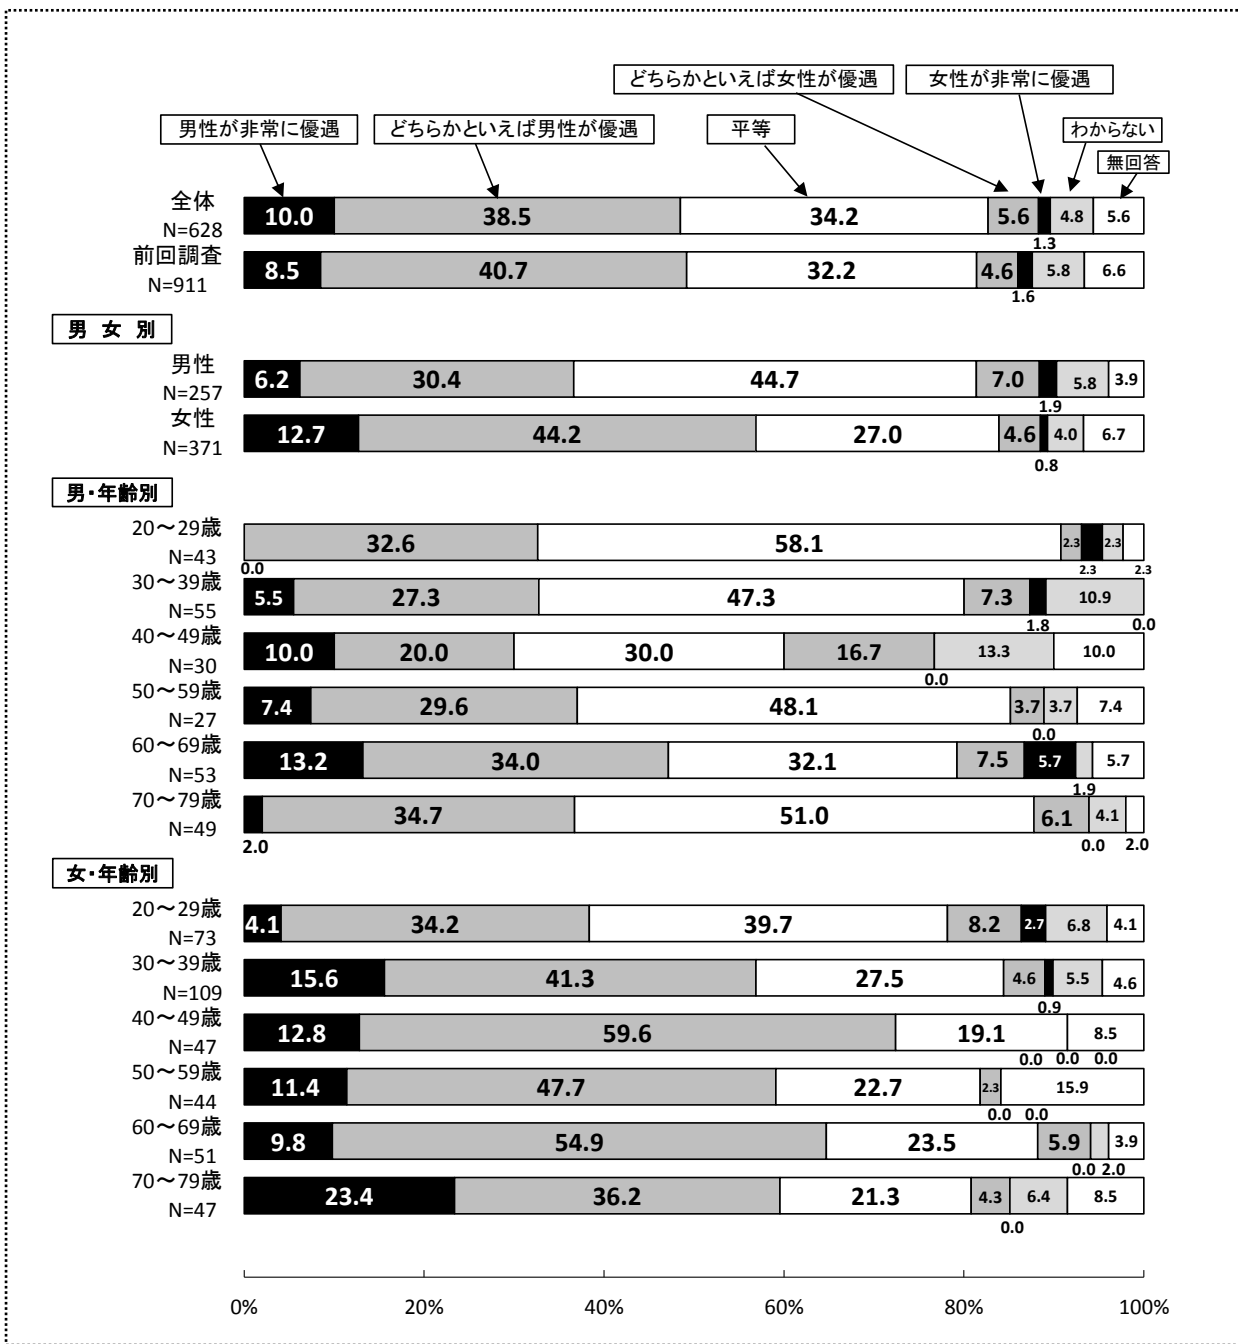 どちらかといえば女性が優遇 女性が非常に優遇
男性が非常に優遇 どちらかといえば男性が優遇 平等 わからない
無回答
全体
N=628
10.0 38.5 34.2 5.6 4.8 5.6
1.3
前回調査
N=911
8.5 40.7 32.2 4.6 5.8 6.6
1.6
男女別
男性
N=257
6.2 30.4 44.7 7.0 5.8 3.9
1.9
女性
N=371
12.7 44.2 27.0 4.6 4.0 6.7
0.8
男・年齢別
20～29歳
N=43
32.6 58.1 2.3 2.3
0.0 2.3 2.3
30～39歳
N=55
5.5 27.3 47.3 7.3 10.9
1.8 0.0
40～49歳
N=30
10.0 20.0 30.0 16.7 13.3 10.0
0.0
50～59歳
N=27
7.4 29.6 48.1 3.7 3.7 7.4
0.0
60～69歳
N=53
13.2 34.0 32.1 7.5 5.7 5.7
1.9
70～79歳
N=49
34.7 51.0 6.1 4.1
2.0 0.0 2.0
女・年齢別
20～29歳
N=73
4.1 34.2 39.7 8.2 2.7 6.8 4.1
30～39歳
N=109
15.6 41.3 27.5 4.6 5.5 4.6
0.9
40～49歳
N=47
12.8 59.6 19.1 8.5
0.0 0.0 0.0
50～59歳
N=44
11.4 47.7 22.7 2.3 15.9
0.0 0.0
60～69歳
N=51
9.8 54.9 23.5 5.9 3.9
0.0 2.0
70～79歳
N=47
23.4 36.2 21.3 4.3 6.4 8.5
0.0
0% 20% 40% 60% 80% 100%